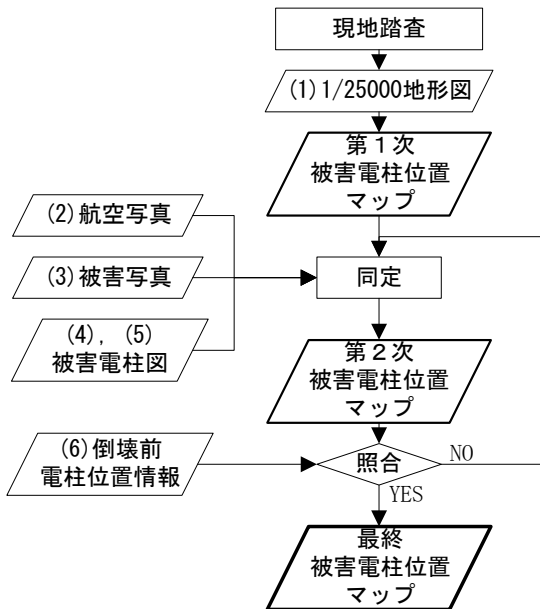 現地踏査
(1)1/25000地形図
第１次
被害電柱位置
マップ
(2)航空写真
(3)被害写真
(4), (5)
被害電柱図
同定
第２次
被害電柱位置
マップ
(6)倒壊前
電柱位置情報
照合
NO
YES
最終
被害電柱位置
マップ